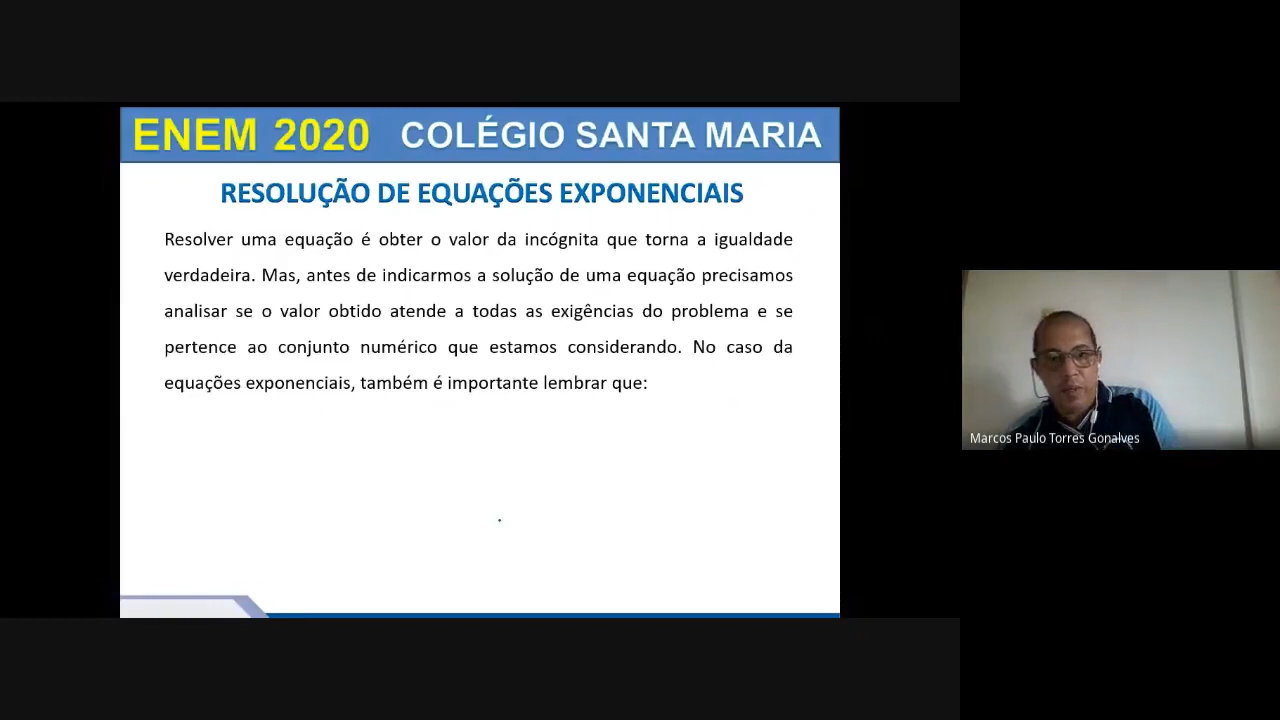 ENEM 2020 COLÉGIO SANTA MARIA
RESOLUÇÃO DE EQUAÇÕES EXPONENCIAIS
Resolver uma equação é obter o valor da incógnita que torna a igualdade
verdadeira. Mas, antes de indicarmos a solução de uma equação precisamos
analisar se o valor obtido atende a todas as exigências do problema e se
pertence ao conjunto numérico que estamos considerando. No caso da
equações exponenciais, também é importante lembrar que:
Marcos Paulo Torres Gonalves